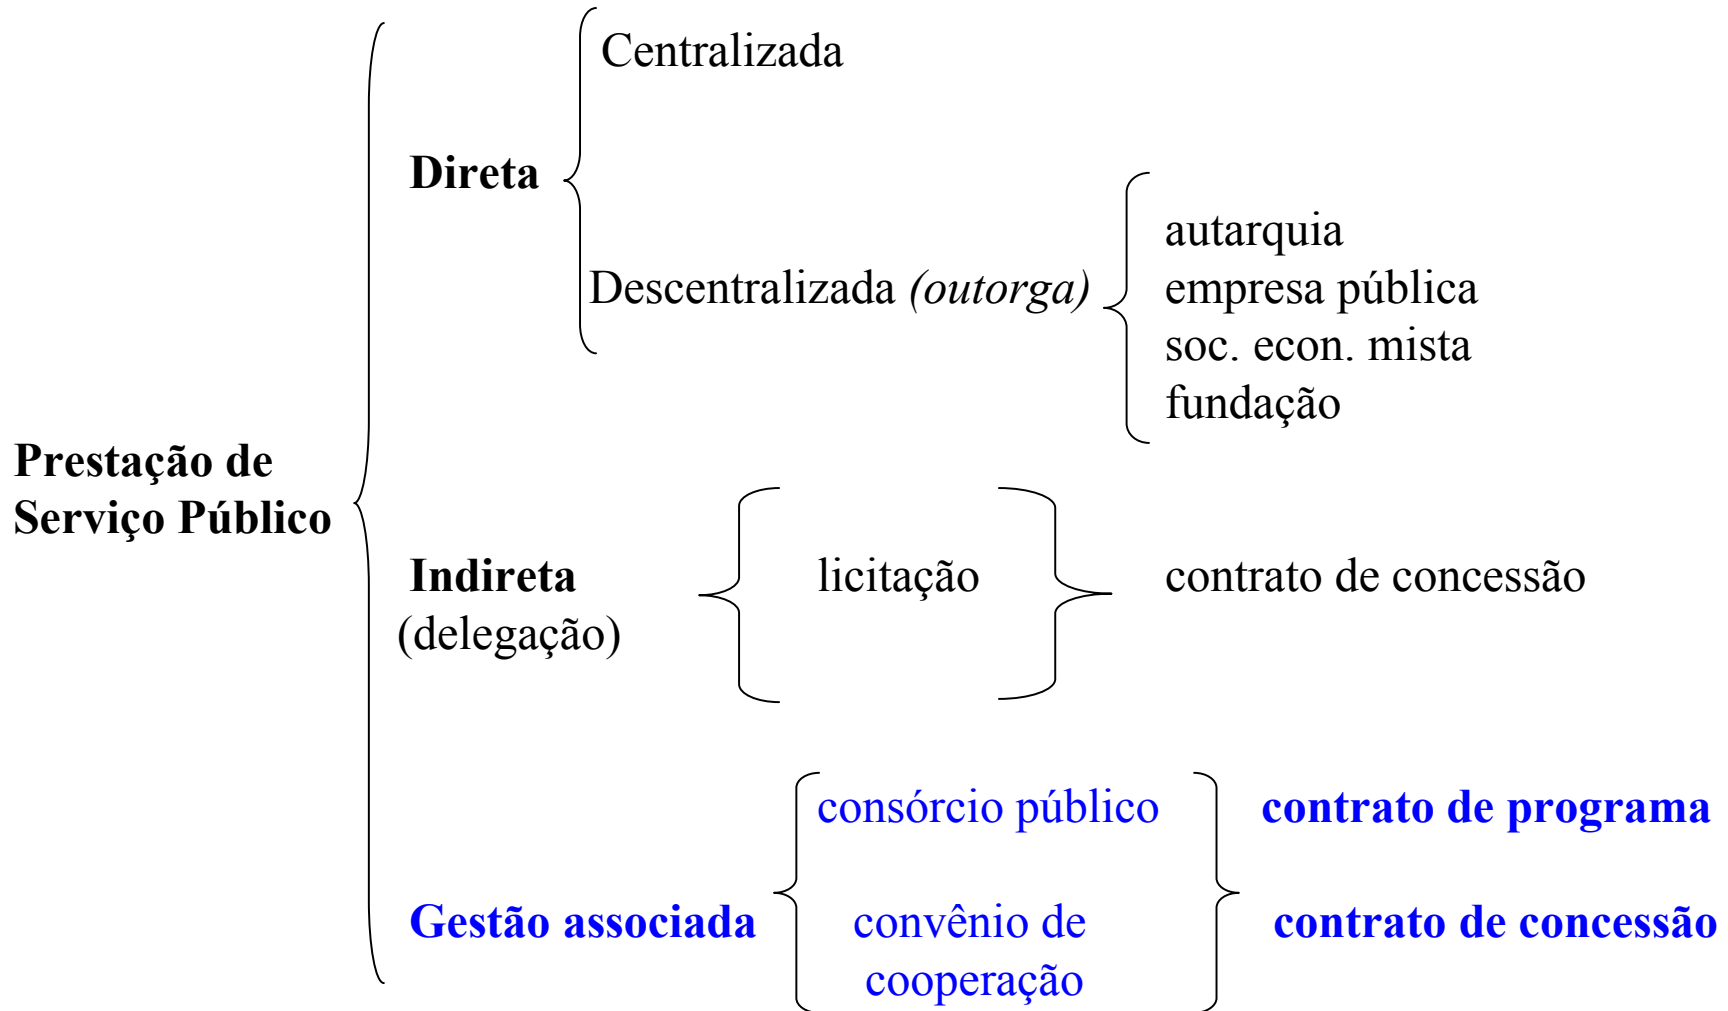 Centralizada
Direta
Descentralizada (outorga)
autarquia
empresa pública
soc. econ. mista
fundação
Prestação de
Serviço Público
Indireta
(delegação)
licitação
contrato de concessão
Gestão associada
consórcio público
convênio de
cooperação
contrato de programa
contrato de concessão